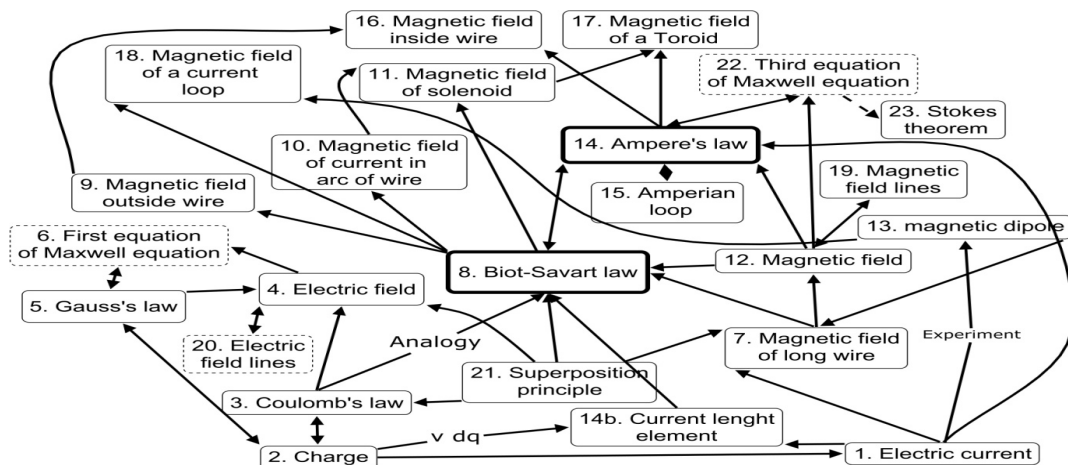 16. Magnetic field
inside wire
17. Magnetic field
of a Toroid
18. Magnetic field
of a current
loop
11. Magnetic field
of solenoid
22. Third equation
of Maxwell equation
23. Stokes
theorem
10. Magnetic field
of current in
arc of wire
14. Ampere's law
9. Magnetic field
outside wire
15. Amperian
loop
19. Magnetic
field lines
6. First equation
of Maxwell equation
13. magnetic dipole
8. Biot-Savart law
12. Magnetic field
4. Electric field
5. Gauss's law
20. Electric
field lines
Analogy
7. Magnetic field
of long wire
Experiment
21. Superposition
principle
3. Coulomb's law
14b. Current lenght
element
v dq
2. Charge
1. Electric current